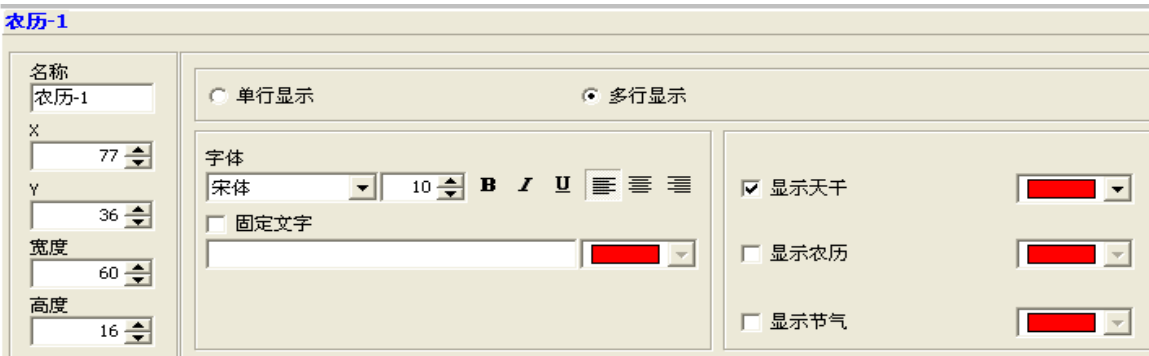 农历-1
名称
农历-1
X
77
Y
36
宽度
60
高度
16
单行显示
多行显示
字体
宋体 10 B I U
固定文字
显示天干
显示农历
显示节气